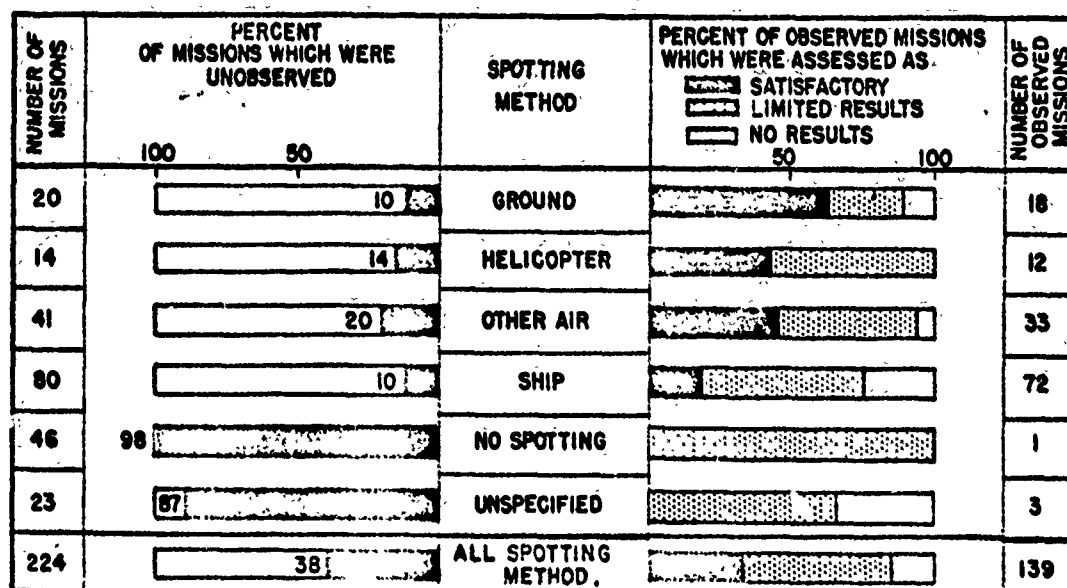 NUMBER OF
MISSIONS
PERCENT
OF MISSIONS WHICH WERE
UNOBSERVED
100 50
SPOTTING
METHOD
PERCENT OF OBSERVED MISSIONS
WHICH WERE ASSESSED AS
SATISFACTORY
LIMITED RESULTS
NO RESULTS
50 100
NUMBER OF
OBSERVED
MISSIONS
20 10 GROUND 18
14 14 HELICOPTER 12
41 20 OTHER AIR 33
80 10 SHIP 72
46 98 NO SPOTTING 1
23 87 UNSPECIFIED 3
224 38 ALL SPOTTING 139
METHOD.